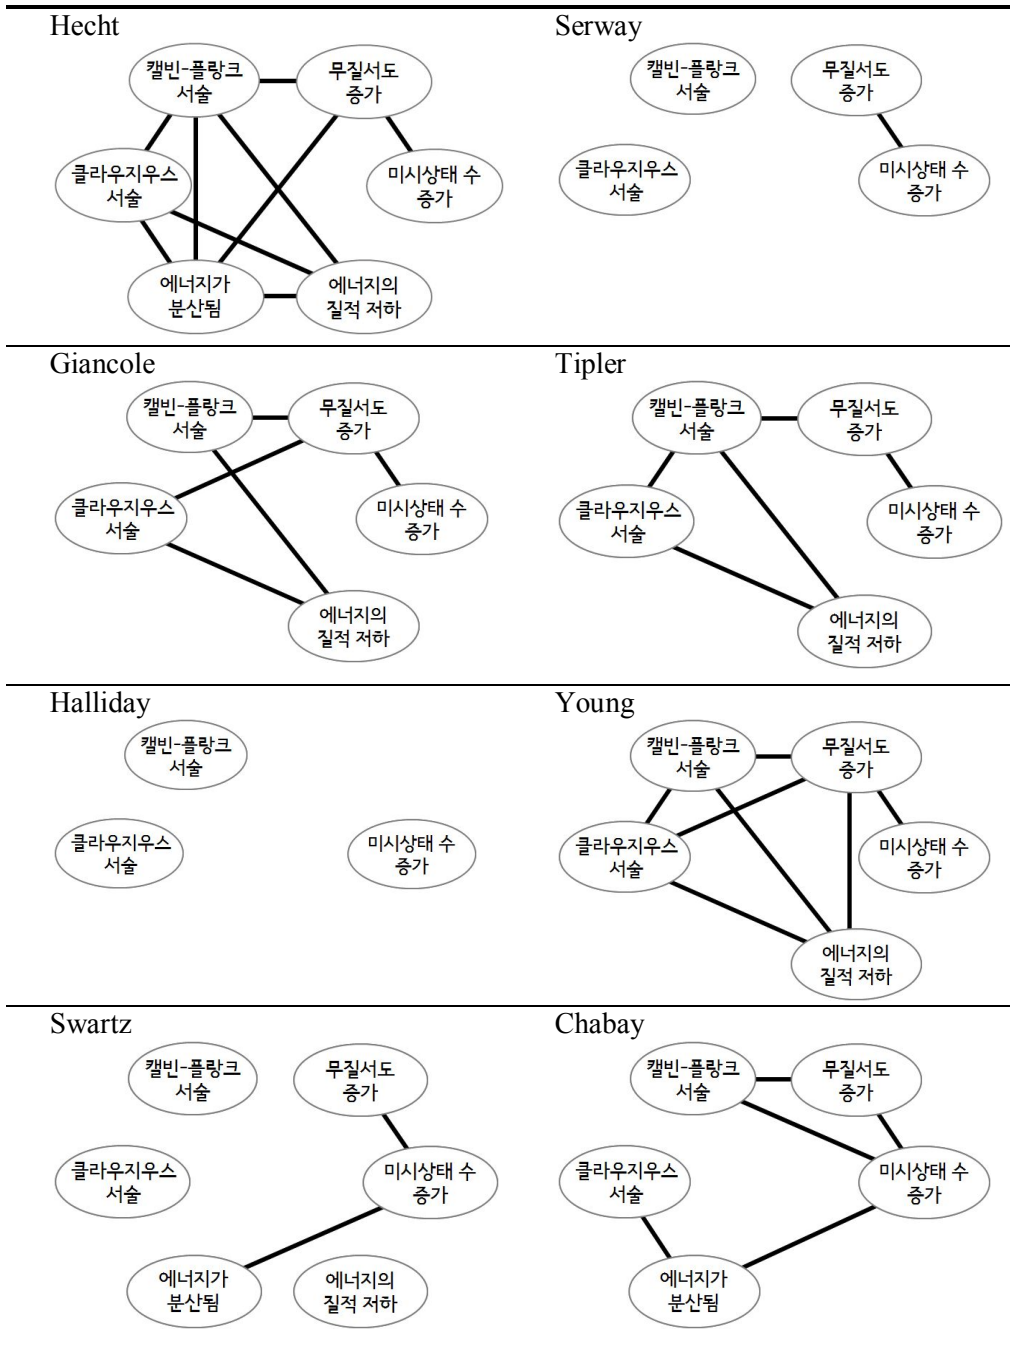 Hecht
캘빈-플랑크
서술
무질서도
증가
클라우지우스
서술
미시상태 수
증가
에너지가
분산됨
에너지의
질적 저하
Serway
캘빈-플랑크
서술
무질서도
증가
클라우지우스
서술
미시상태 수
증가
Giancole
캘빈-플랑크
서술
무질서도
증가
클라우지우스
서술
미시상태 수
증가
에너지의
질적 저하
Tipler
캘빈-플랑크
서술
무질서도
증가
클라우지우스
서술
미시상태 수
증가
에너지의
질적 저하
Halliday
캘빈-플랑크
서술
클라우지우스
서술
미시상태 수
증가
Young
캘빈-플랑크
서술
무질서도
증가
클라우지우스
서술
미시상태 수
증가
에너지의
질적 저하
Swartz
캘빈-플랑크
서술
무질서도
증가
클라우지우스
서술
미시상태 수
증가
에너지가
분산됨
에너지의
질적 저하
Chabay
캘빈-플랑크
서술
무질서도
증가
클라우지우스
서술
미시상태 수
증가
에너지가
분산됨